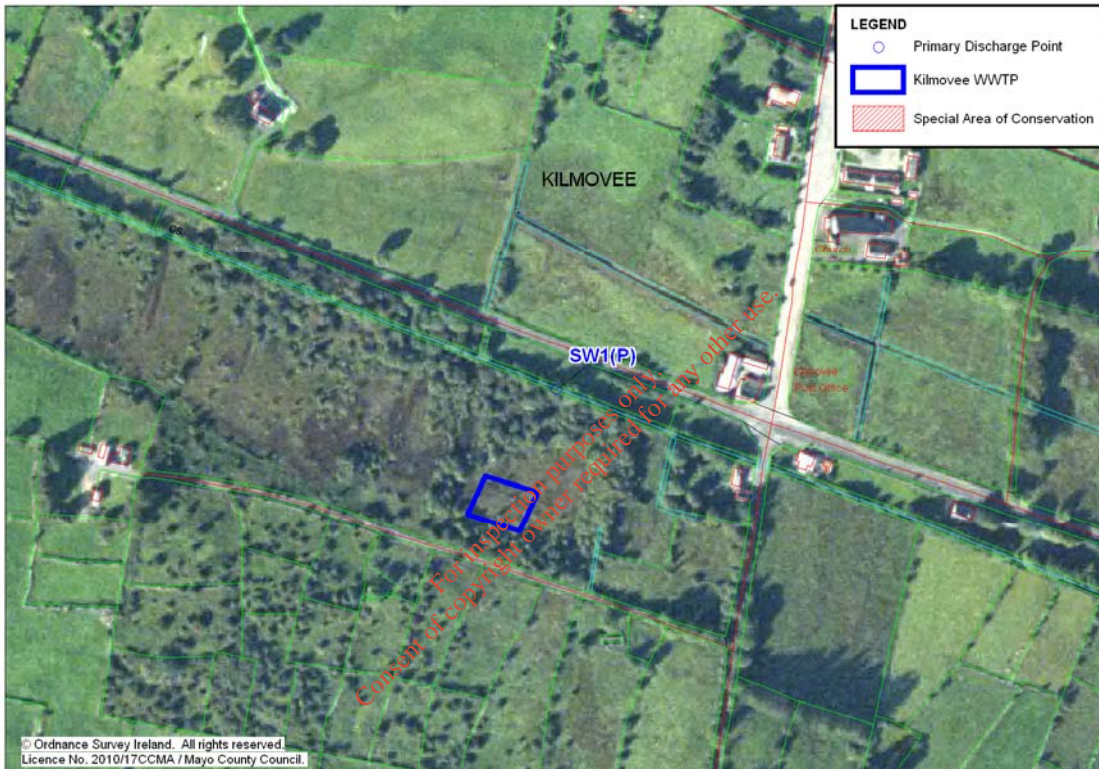 LEGEND
Primary Discharge Point
Kilmovee WWTP
Special Area of Conservation
KILMOVEE
Church
SW1(P)
Kilmovee
Post Office
For inspection purposes only.
Consent of copyright owner required for any other use.
© Ordnance Survey Ireland. All rights reserved.
Licence No. 2010/17CCMA / Mayo County Council.